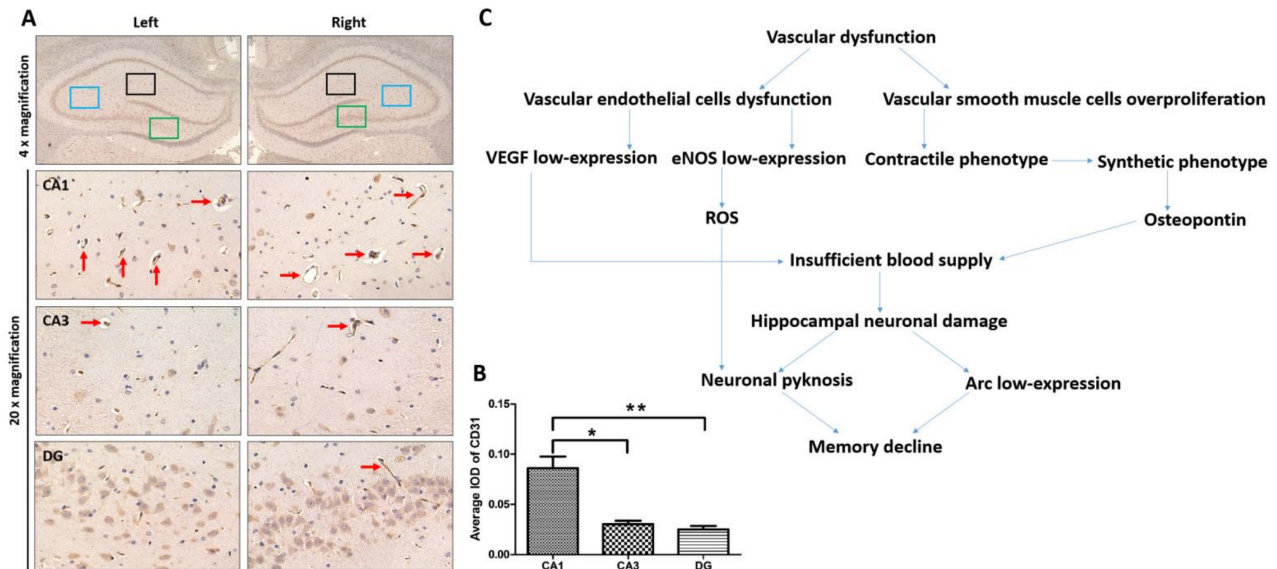 A
Left
Right
4 x magnification
20 x magnification
CA1
CA3
DG
B
Average IOD of CD31
0.15
0.10
0.05
0.00
**
*
CA1
CA3
DG
C
Vascular dysfunction
Vascular endothelial cells dysfunction
Vascular smooth muscle cells overproliferation
VEGF low-expression
eNOS low-expression
Contractile phenotype
Synthetic phenotype
ROS
Osteopontin
Insufficient blood supply
Hippocampal neuronal damage
Neuronal pyknosis
Arc low-expression
Memory decline